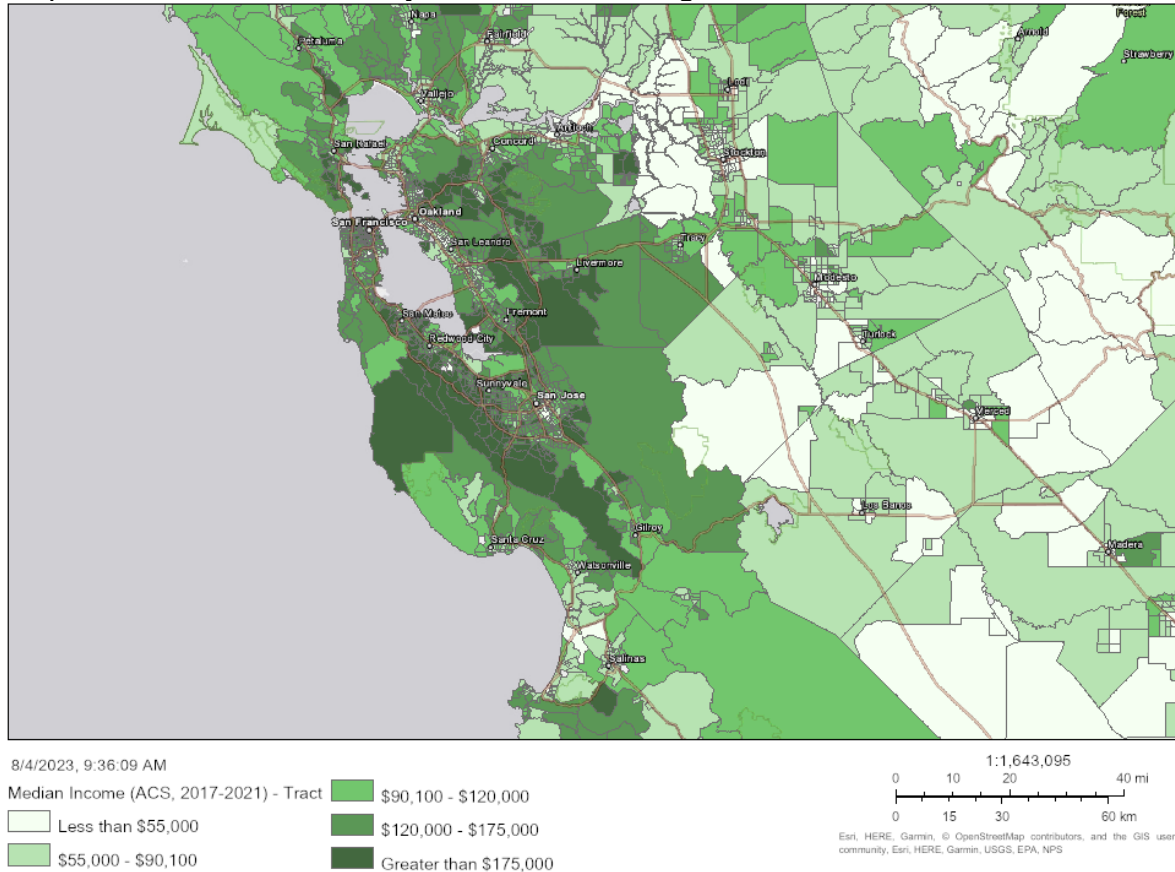 Napa
Forest
Petaluma
Fairfield
Arnold
Strawberry
Vallejo
Lodi
Antioch
San Rafael
Concord
Stockton
San Francisco
Oakland
San Leandro
Tracy
Livermore
Modesto
San Mateo
Fremont
Redwood City
Turlock
Sunnyvale
San Jose
Merced
Los Banos
Gilroy
Santa Cruz
Madera
Watsonville
Salinas
8/4/2023, 9:36:09 AM
Median Income (ACS, 2017-2021) - Tract
Less than $55,000
$55,000 - $90,100
$90,100 - $120,000
$120,000 - $175,000
Greater than $175,000
1:1,643,095
0 10 20 40 mi
0 15 30 60 km
Esri, HERE, Garmin, © OpenStreetMap contributors, and the GIS user
community, Esri, HERE, Garmin, USGS, EPA, NPS